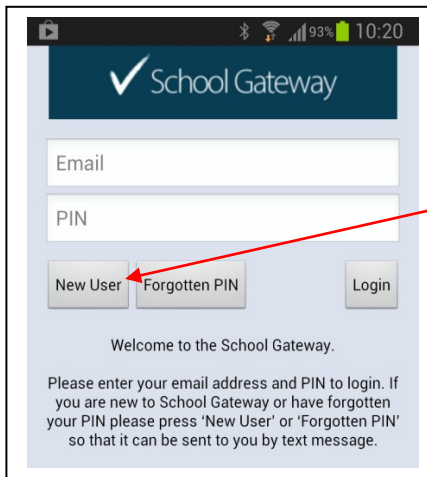 93% 10:20
School Gateway
Email
PIN
New User Forgotten PIN Login
Welcome to the School Gateway.
Please enter your email address and PIN to login. If
you are new to School Gateway or have forgotten
your PIN please press ‘New User’ or ‘Forgotten PIN’
so that it can be sent to you by text message.